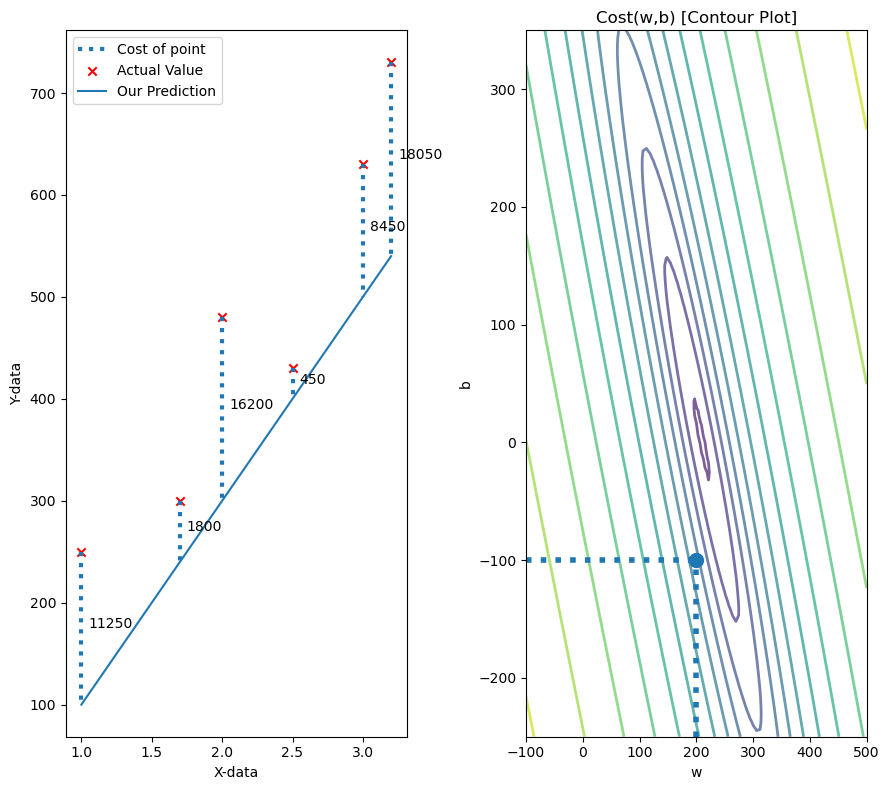 Cost of point
Actual Value
Our Prediction
700
600
500
400
300
200
100
Y-data
18050
8450
450
16200
1800
11250
1.0 1.5 2.0 2.5 3.0
X-data
Cost(w,b) [Contour Plot]
300
200
100
0
−100
−200
b
−100 0 100 200 300 400 500
w